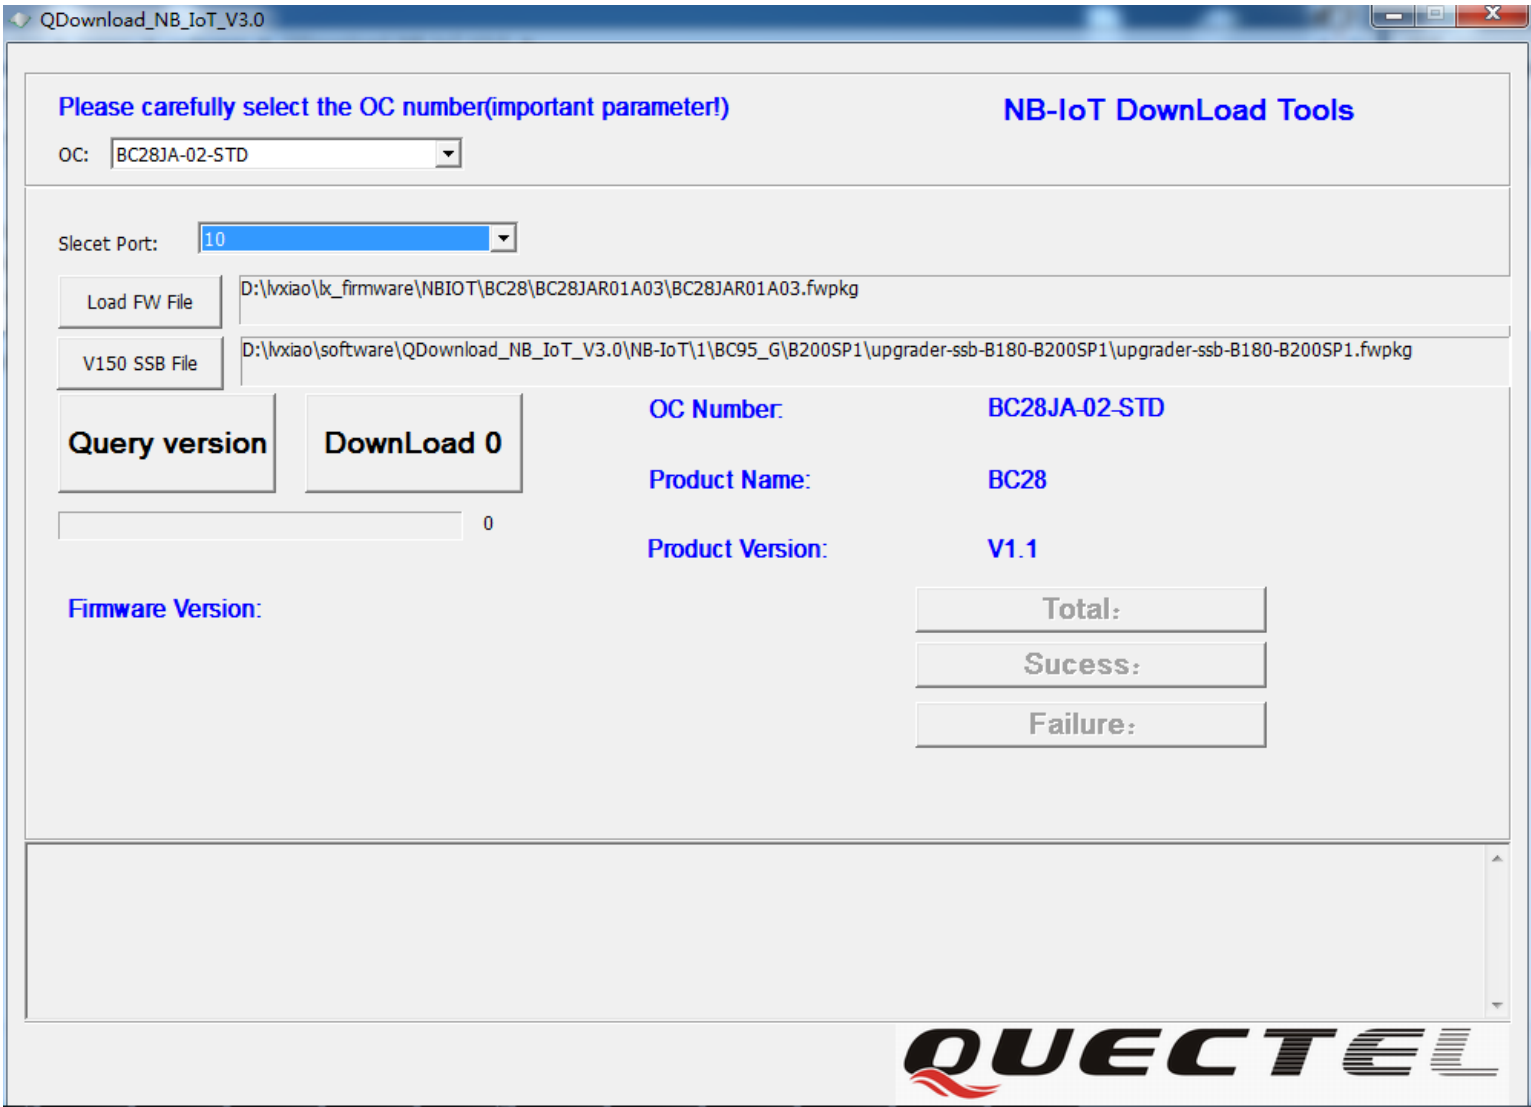 QDownload_NB_IoT_V3.0
Please carefully select the OC number(important parameter!)
NB-IoT DownLoad Tools
OC: BC28JA-02-STD
Slecet Port: 10
Load FW File D:\lvxiao\lx_firmware\NBIOT\BC28\BC28JAR01A03\BC28JAR01A03.fwpkg
V150 SSB File D:\lvxiao\software\QDownload_NB_IoT_V3.0\NB-IoT\1\BC95_G\B200SP1\upgrader-ssb-B180-B200SP1\upgrader-ssb-B180-B200SP1.fwpkg
Query version DownLoad 0
OC Number: BC28JA-02-STD
Product Name: BC28
0
Product Version: V1.1
Firmware Version:
Total:
Sucess:
Failure:
QUECTEL